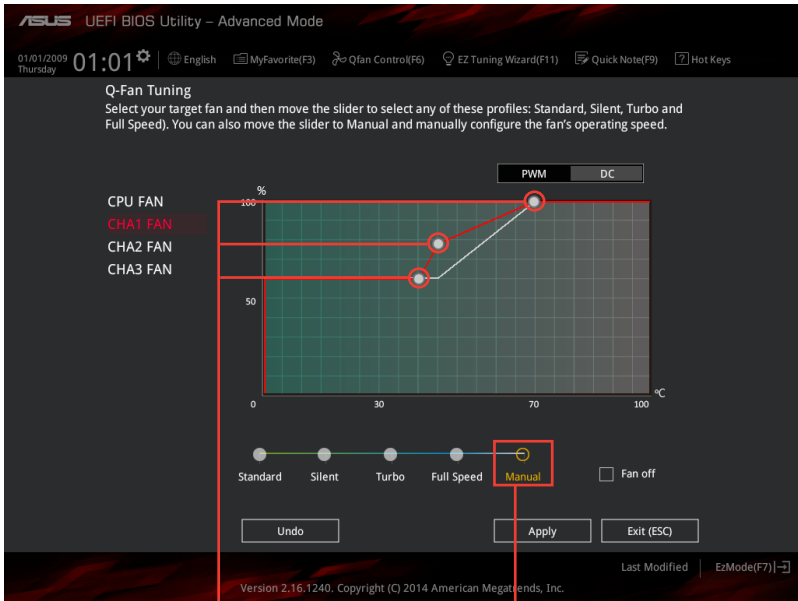 ASUS UEFI BIOS Utility – Advanced Mode
01/01/2009
Thursday
01:01
English
MyFavorite(F3)
Qfan Control(F6)
EZ Tuning Wizard(F11)
Quick Note(F9)
? Hot Keys
Q-Fan Tuning
Select your target fan and then move the slider to select any of these profiles: Standard, Silent, Turbo and
Full Speed). You can also move the slider to Manual and manually configure the fan's operating speed.
PWM
DC
CPU FAN
CHA1 FAN
CHA2 FAN
CHA3 FAN
%
100
50
0
30
70
100
°C
Standard
Silent
Turbo
Full Speed
Manual
Fan off
Undo
Apply
Exit (ESC)
Last Modified
EzMode(F7)
Version 2.16.1240. Copyright (C) 2014 American Megatrends, Inc.